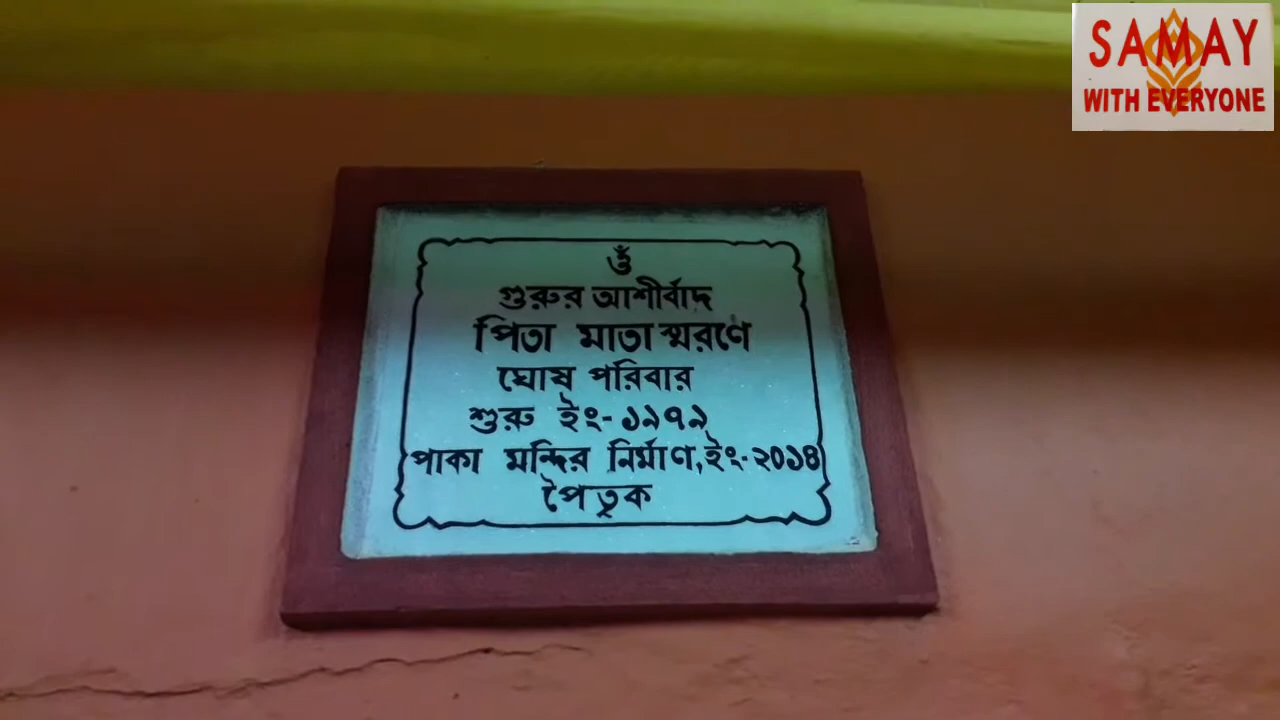 SAMAY
WITH EVERYONE
ওঁ
গুরুর আশীর্বাদ
পিতা মাতা স্মরণে
ঘোষ পরিবার
শুরু ইং-১৯৭৯
পাকা মন্দির নির্মাণ,ইং-২০১৪
পৈতৃক